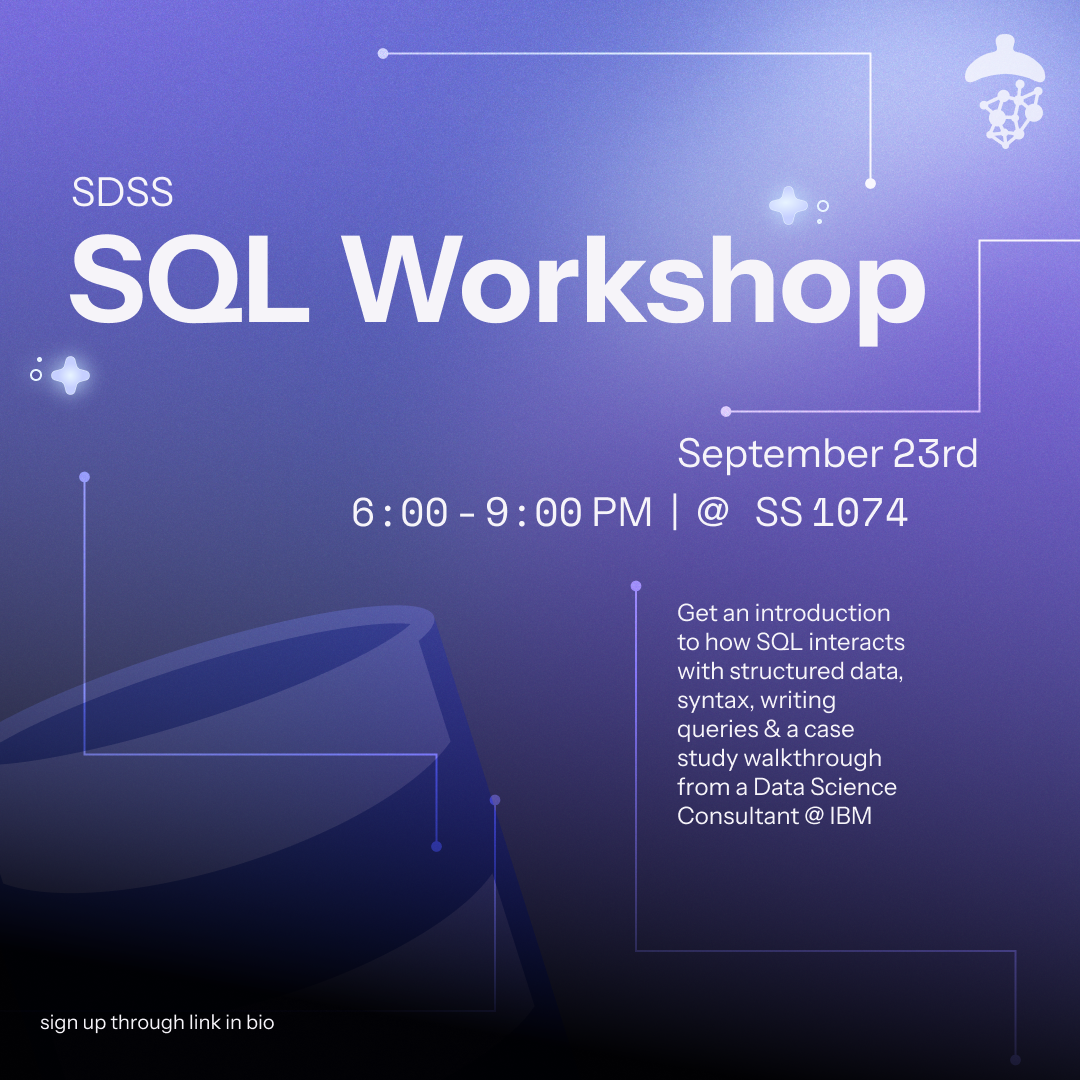 SDSS
SQL Workshop
September 23rd
6:00-9:00 PM | @ SS 1074
Get an introduction
to how SQL interacts
with structured data,
syntax, writing
queries & a case
study walkthrough
from a Data Science
Consultant @ IBM
sign up through link in bio